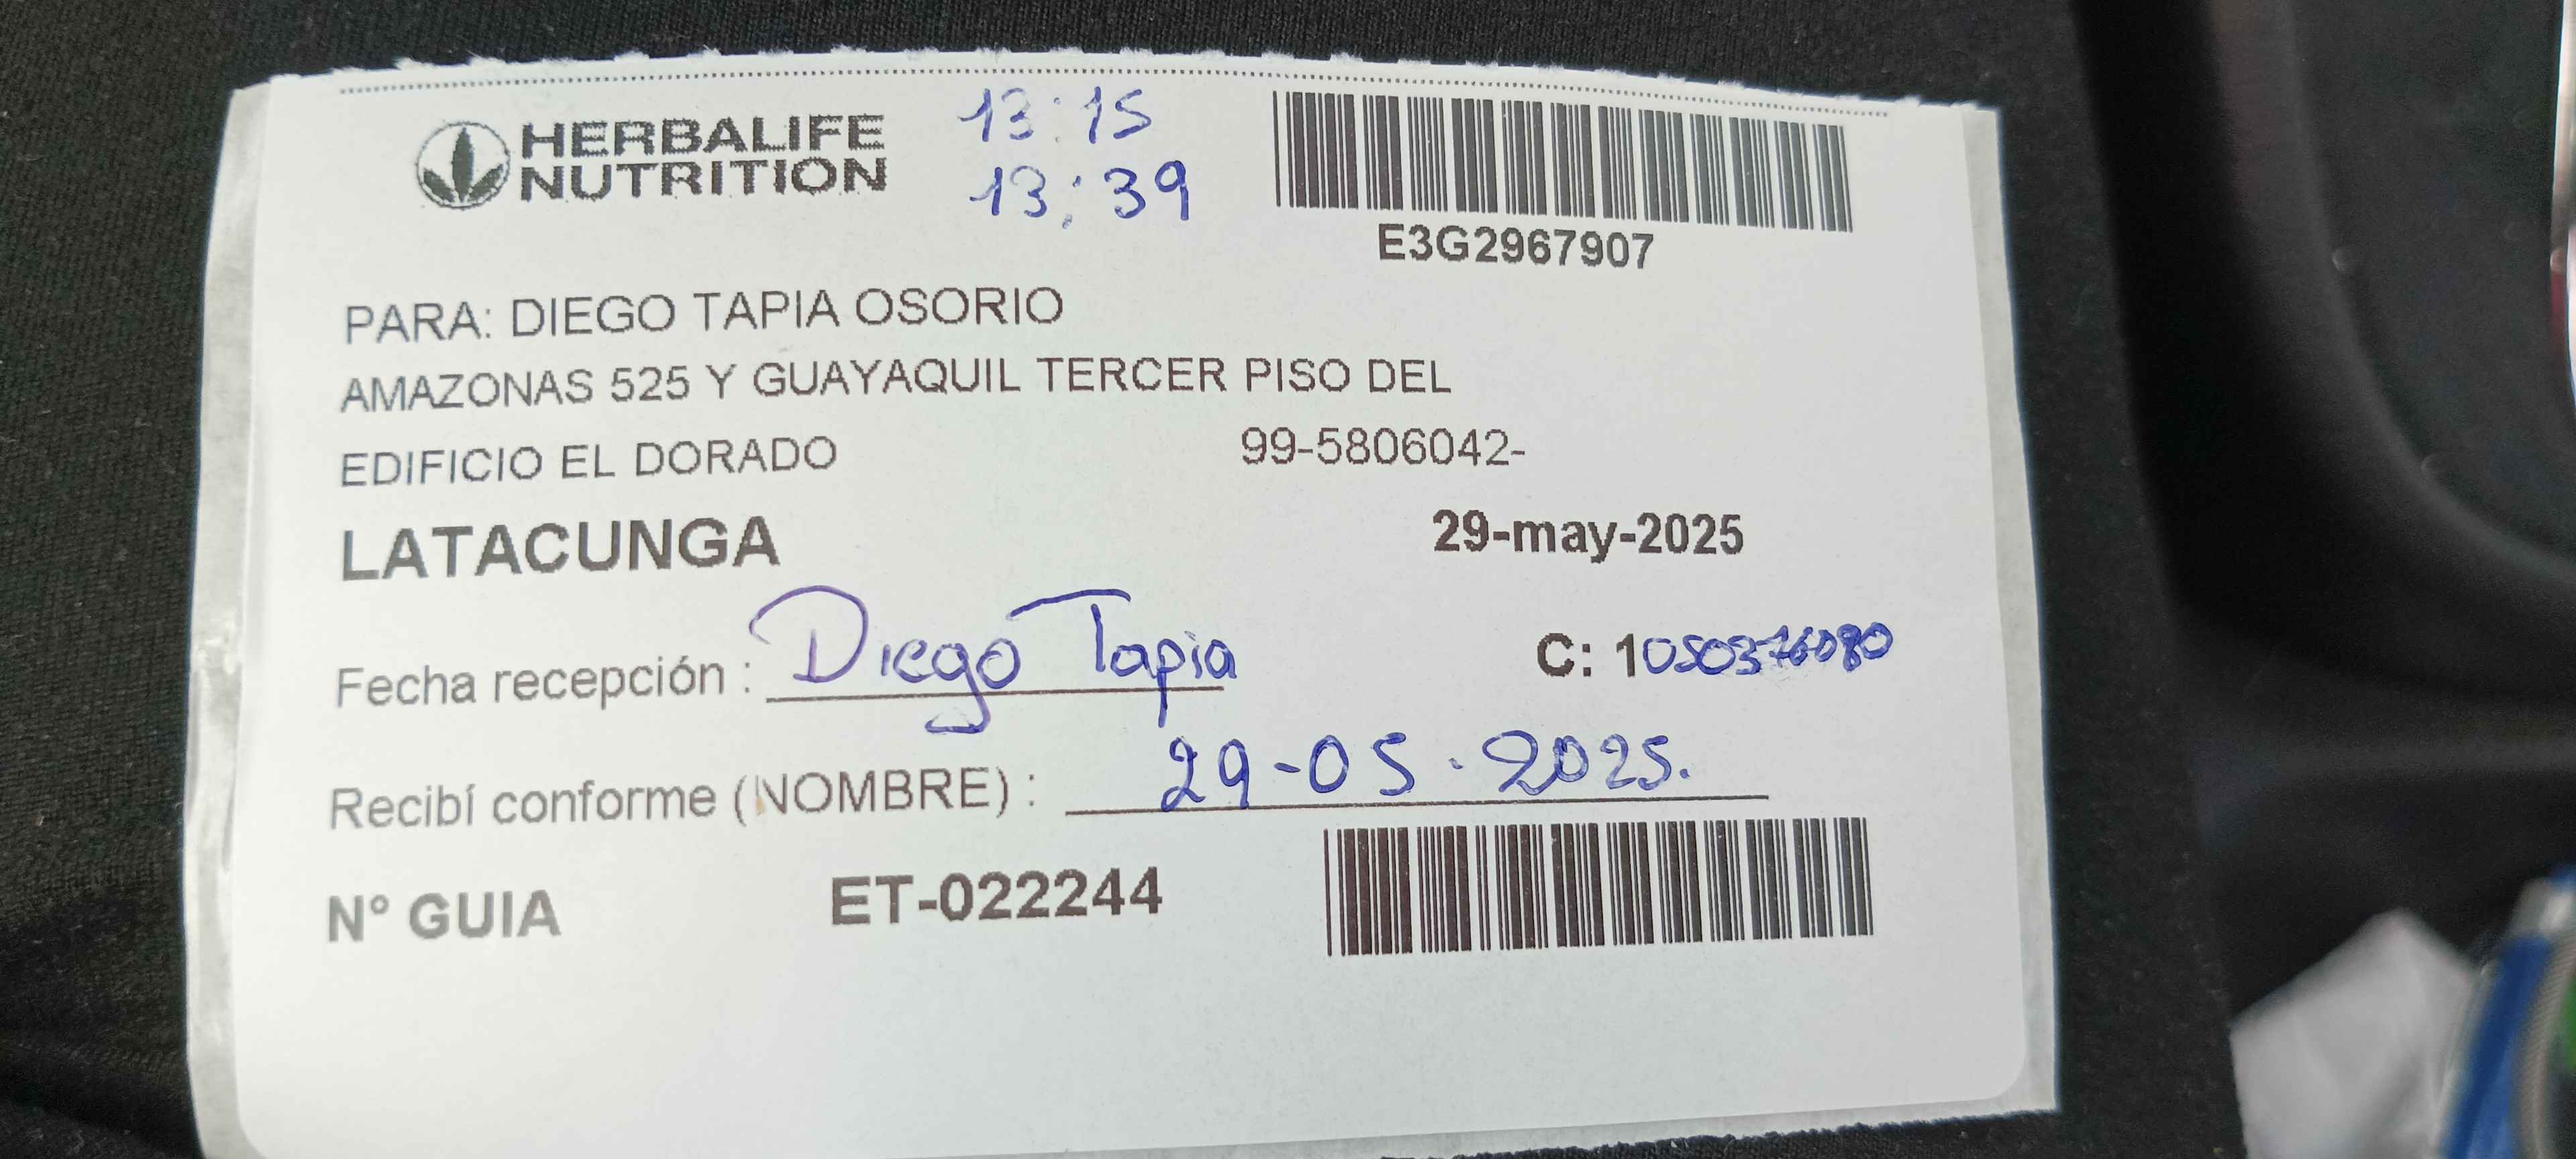 HERBALIFE
NUTRITION
13:15
13:39
E3G2967907
PARA: DIEGO TAPIA OSORIO
AMAZONAS 525 Y GUAYAQUIL TERCER PISO DEL
EDIFICIO EL DORADO 99-5806042-
LATACUNGA 29-may-2025
Fecha recepción : Diego Tapia C: 1
Recibí conforme (NOMBRE) : 29-05-2025.
N° GUIA ET-022244